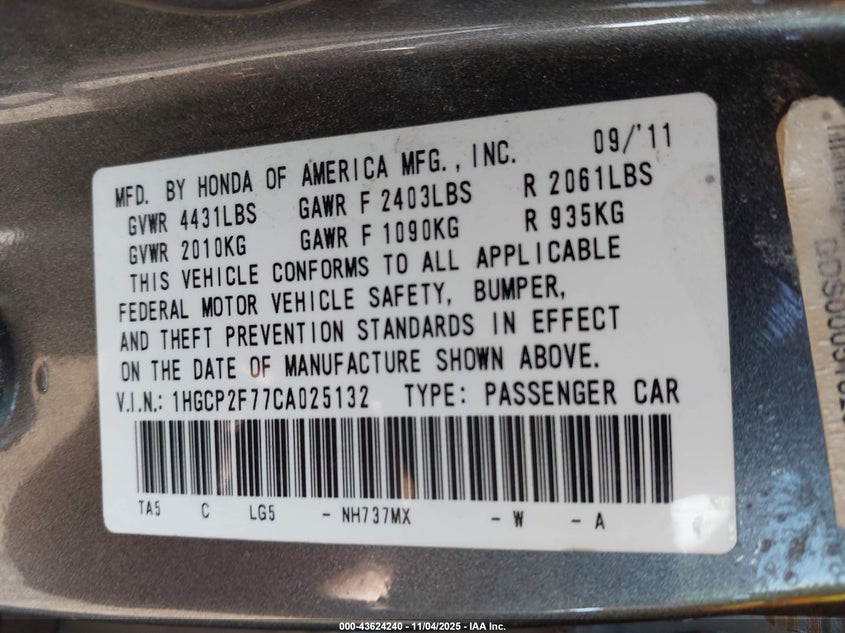 MFD. BY HONDA OF AMERICA MFG., INC. 09/'11
GVWR 4431LBS GAWR F 2403LBS R 2061LBS
GVWR 2010KG GAWR F 1090KG R 935KG
THIS VEHICLE CONFORMS TO ALL APPLICABLE
FEDERAL MOTOR VEHICLE SAFETY, BUMPER,
AND THEFT PREVENTION STANDARDS IN EFFECT
ON THE DATE OF MANUFACTURE SHOWN ABOVE.
V.I.N.: 1HGCP2F77CA025132 TYPE: PASSENGER CAR
TA5 C LG5 - NH737MX - W - A
000-43624240 - 11/04/2025 - IAA Inc.